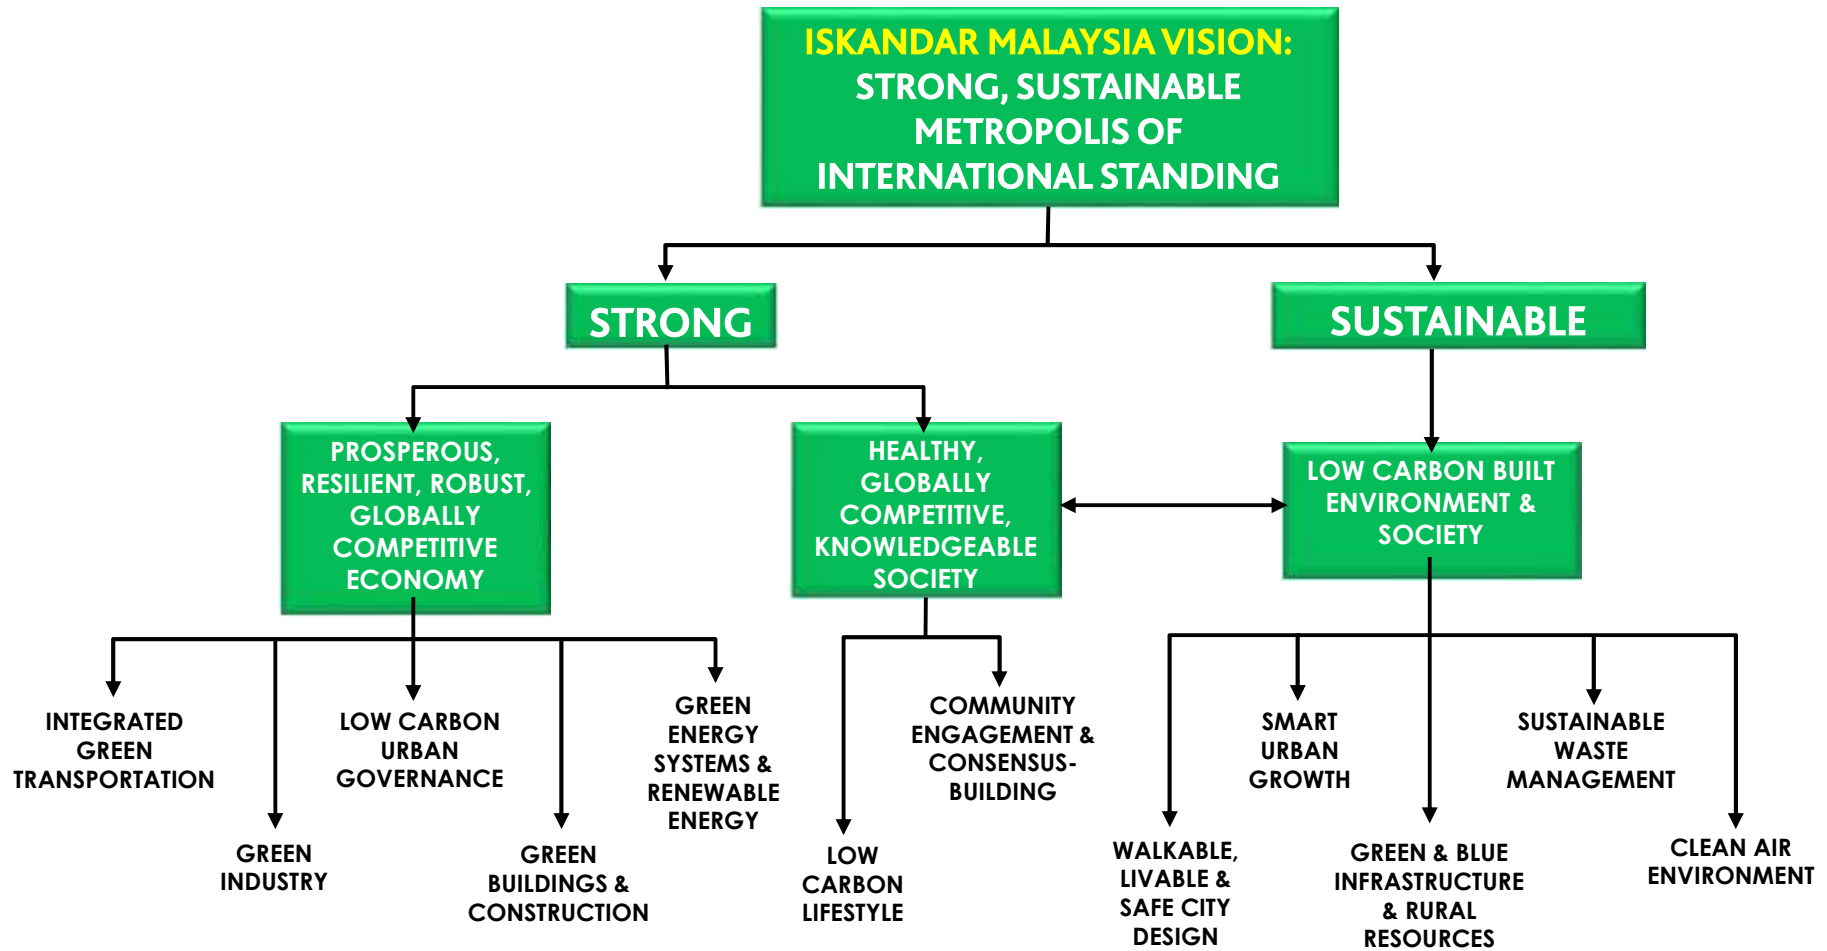 ISKANDAR MALAYSIA VISION:
STRONG, SUSTAINABLE
METROPOLIS OF
INTERNATIONAL STANDING
STRONG
SUSTAINABLE
PROSPEROUS,
RESILIENT, ROBUST,
GLOBALLY
COMPETITIVE
ECONOMY
HEALTHY,
GLOBALLY
COMPETITIVE,
KNOWLEDGEABLE
SOCIETY
LOW CARBON BUILT
ENVIRONMENT &
SOCIETY
INTEGRATED
GREEN
TRANSPORTATION
GREEN
INDUSTRY
LOW CARBON
URBAN
GOVERNANCE
GREEN
BUILDINGS &
CONSTRUCTION
GREEN
ENERGY
SYSTEMS &
RENEWABLE
ENERGY
LOW
CARBON
LIFESTYLE
COMMUNITY
ENGAGEMENT &
CONSENSUS-
BUILDING
WALKABLE,
LIVABLE &
SAFE CITY
DESIGN
SMART
URBAN
GROWTH
GREEN & BLUE
INFRASTRUCTURE
& RURAL
RESOURCES
SUSTAINABLE
WASTE
MANAGEMENT
CLEAN AIR
ENVIRONMENT